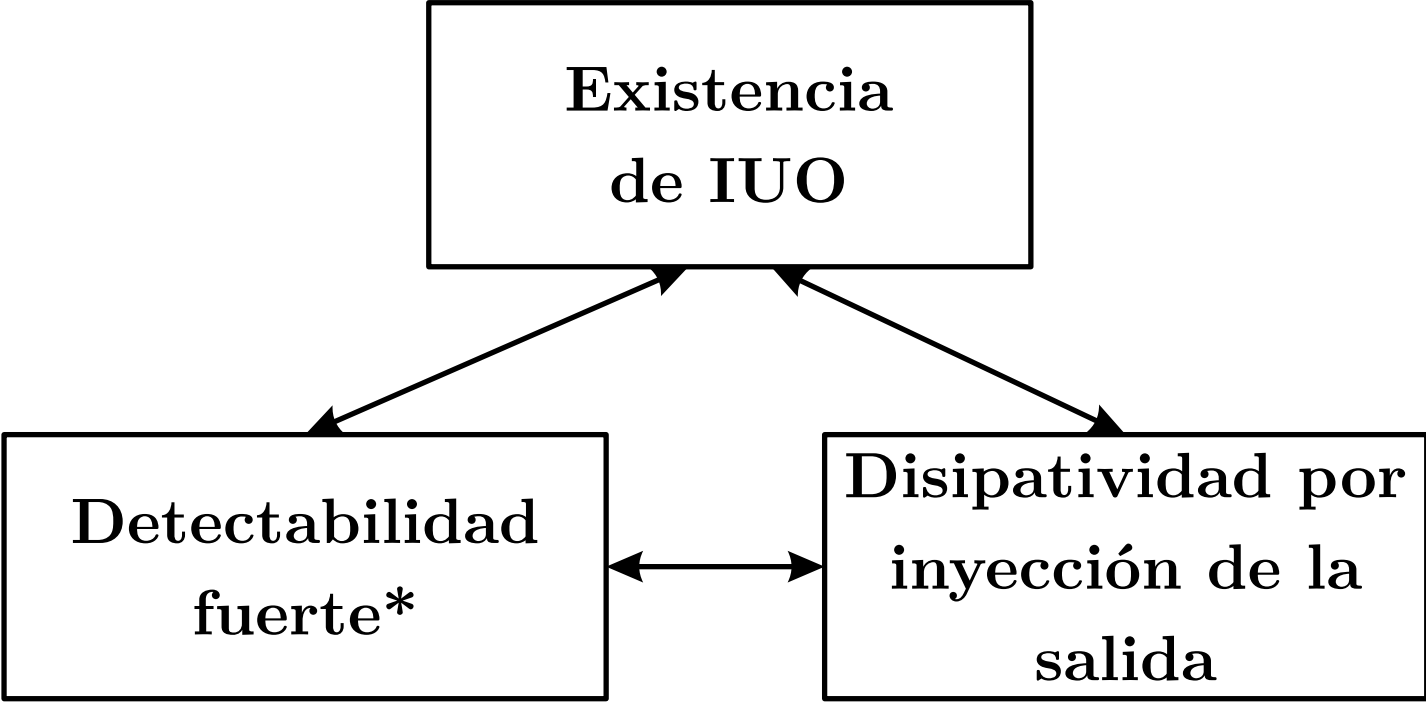 Existencia
de IUO
Detectabilidad
fuerte*
Disipatividad por
inyección de la
salida